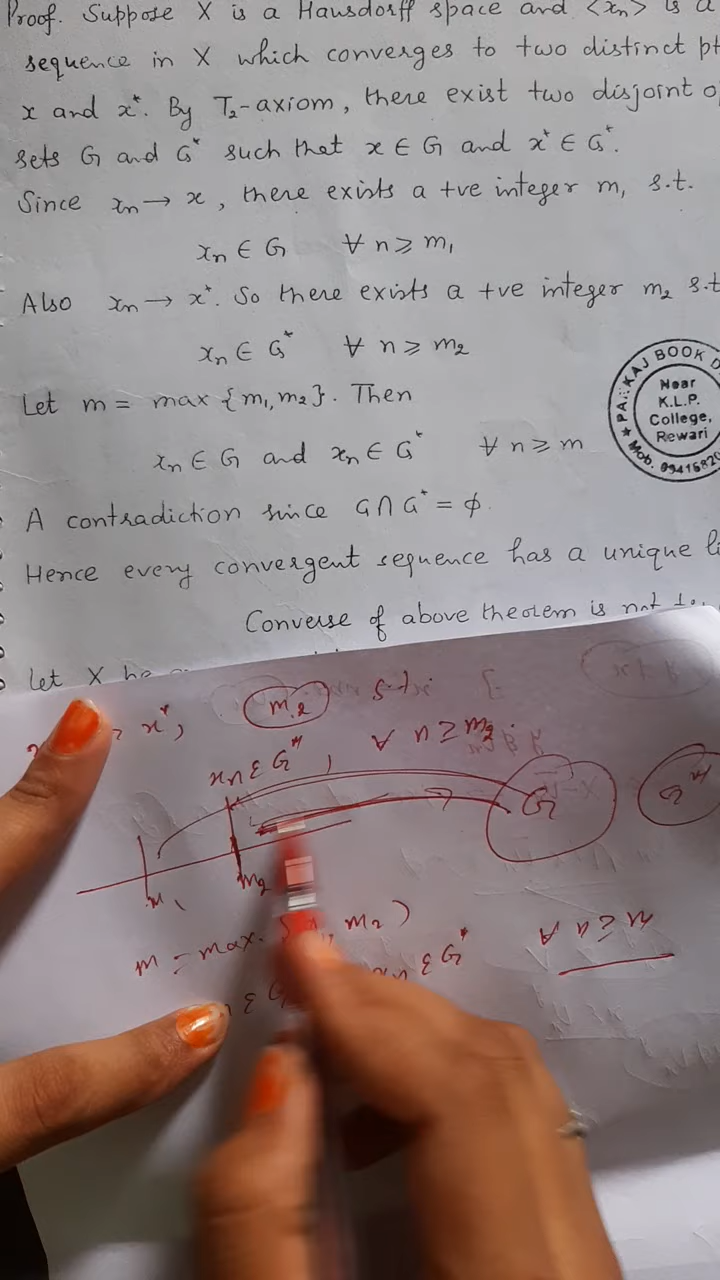 Proof. Suppose X is a Hausdorff space and <xn> is a
sequence in X which converges to two distinct pt
x and x*. By T₂-axiom, there exist two disjoint o
sets G and G* such that x ∈ G and x* ∈ G*.
Since xn → x, there exists a +ve integer m₁ s.t.
xn ∈ G ∀ n ≥ m₁
Also xn → x*. So there exists a +ve integer m₂ s.t
xn ∈ G* ∀ n ≥ m₂
Let m = max {m₁, m₂}. Then
xn ∈ G and xn ∈ G* ∀ n ≥ m
A contradiction since G ∩ G* = ϕ.
Hence every convergent sequence has a unique li
Converse of above theorem is not
Let X be
KAJ BOOK D
Near
K.L.P.
College,
Rewari
Mob.
x*, m₂ s.t.
xn ∈ G*, ∀ n ≥ m₂
G G*
m₁ m₂
m = max. m₂)
∈ G*